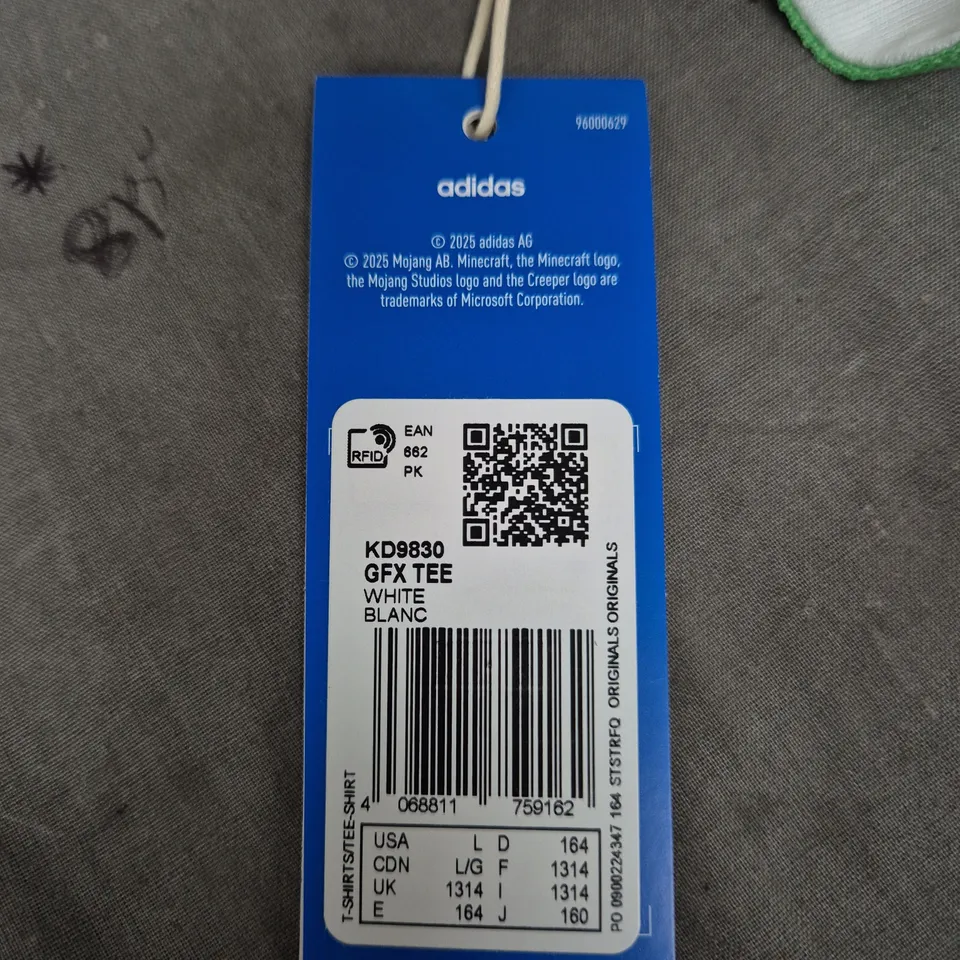 96000629
adidas
© 2025 adidas AG
© 2025 Mojang AB. Minecraft, the Minecraft logo,
the Mojang Studios logo and the Creeper logo are
trademarks of Microsoft Corporation.
RFID
EAN
662
PK
KD9830
GFX TEE
WHITE
BLANC
4 068811 759162
T-SHIRTS/TEE-SHIRT
PO 0900224347 164 STSTRFQ ORIGINALS ORIGINALS
USA L D 164
CDN L/G F 1314
UK 1314 I 1314
E 164 J 160